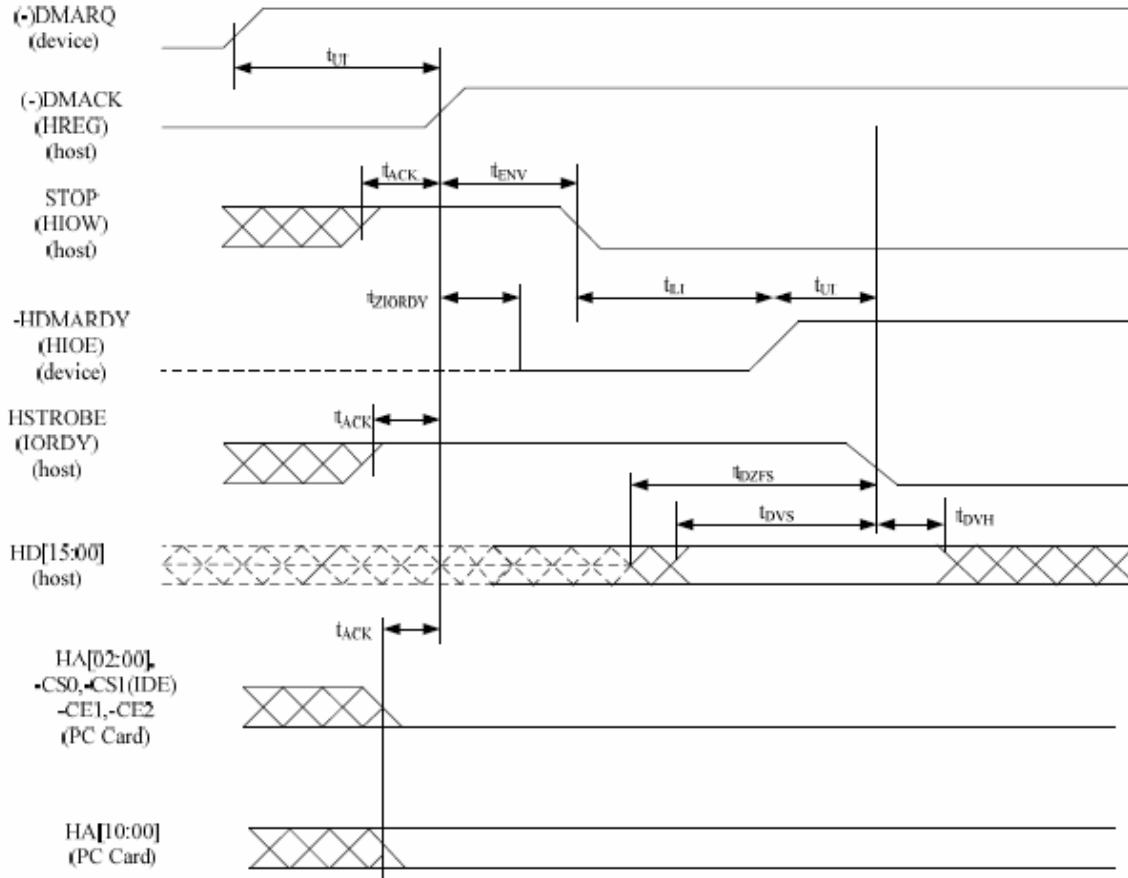 (-)DMARQ
(device)
tUI
(-)DMACK
(HREG)
(host)
tACK
tENV
STOP
(HIOW)
(host)
tZIORDY
tLI
tUI
-HDMARDY
(HIOE)
(device)
HSTROBE
(IORDY)
(host)
tACK
tDZFS
tDVS
tDVH
HD[15:00]
(host)
tACK
HA[02:00],
-CS0,-CS1(IDE)
-CE1,-CE2
(PC Card)
HA[10:00]
(PC Card)